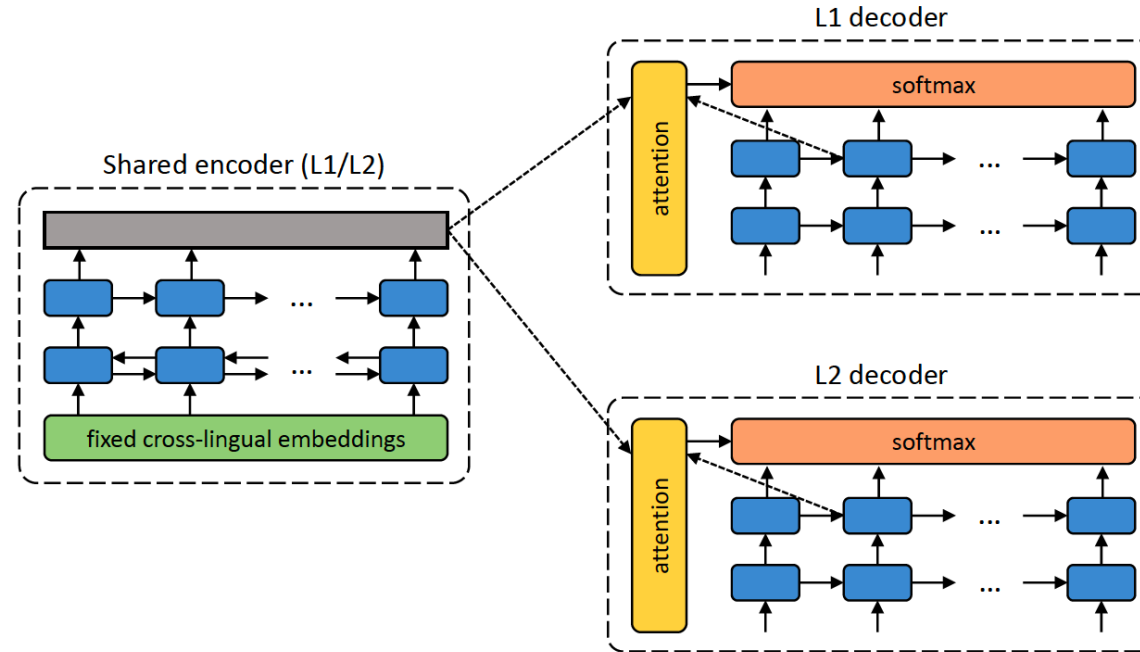 L1 decoder
softmax
attention
...
...
Shared encoder (L1/L2)
...
...
fixed cross-lingual embeddings
L2 decoder
softmax
attention
...
...